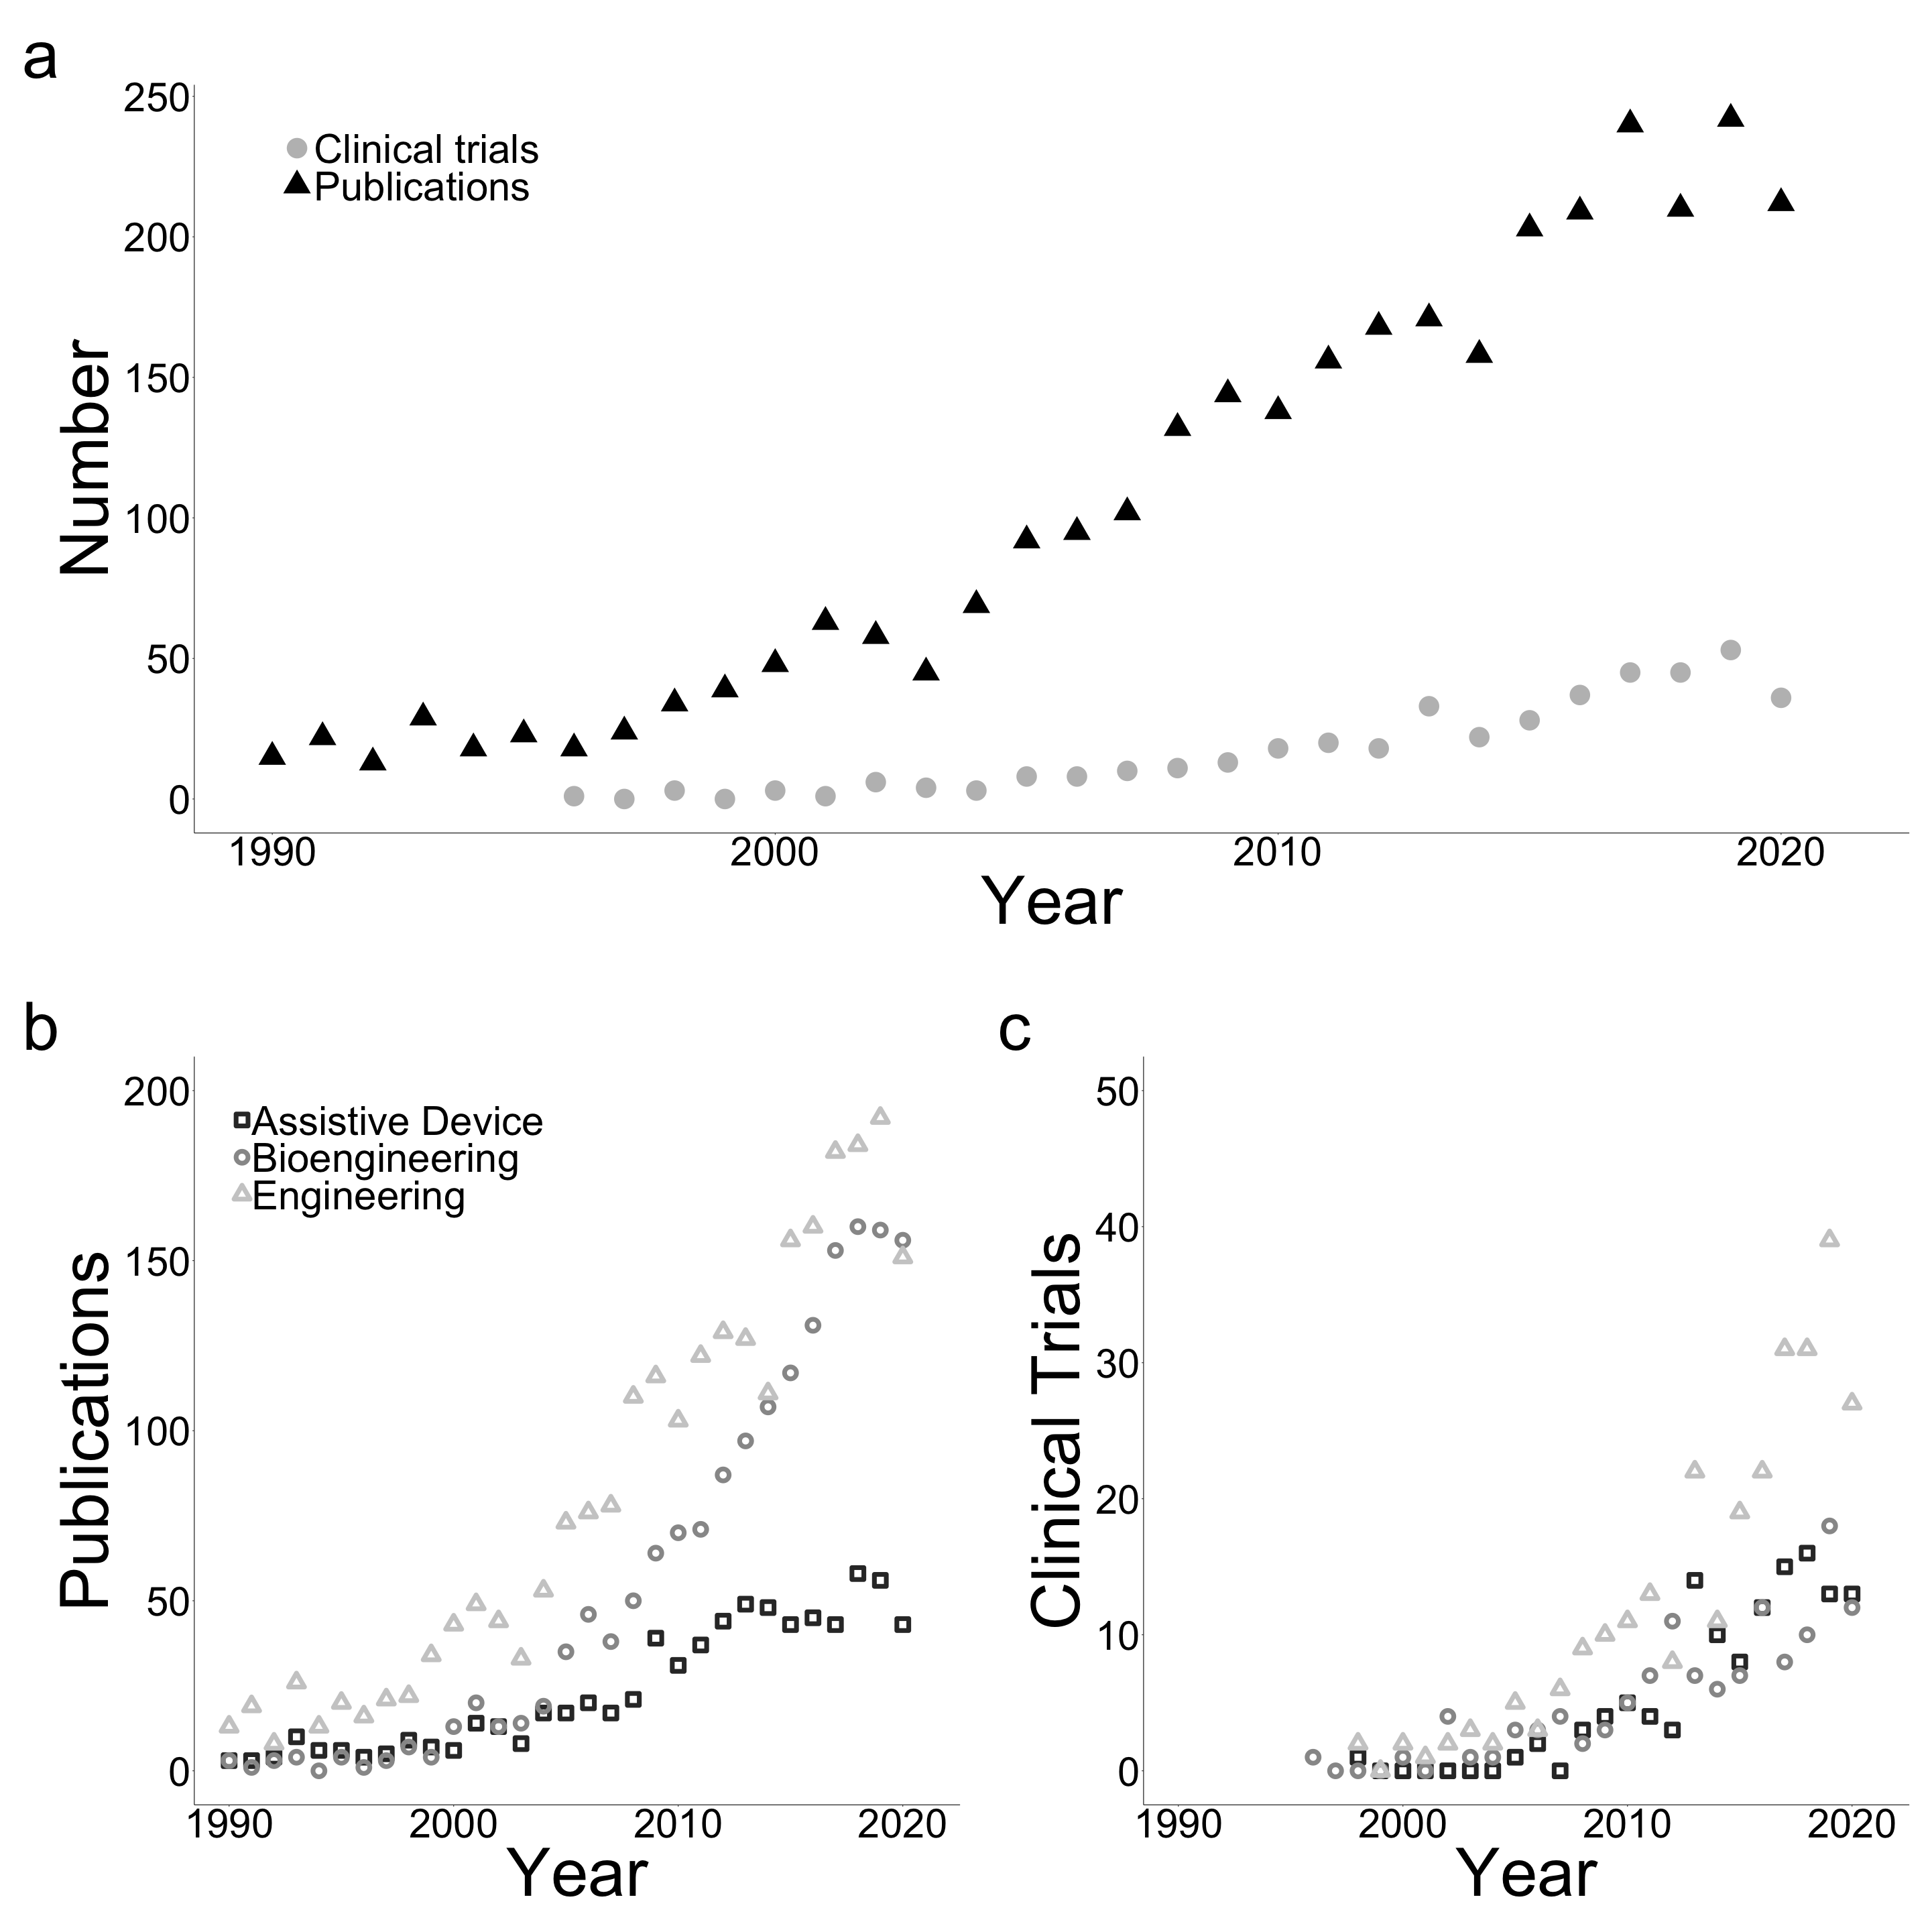 a
250
200
150
100
50
0
Number
Clinical trials
Publications
1990 2000 2010 2020
Year
b
200
150
100
50
0
Publications
Assistive Device
Bioengineering
Engineering
1990 2000 2010 2020
Year
c
50
40
30
20
10
0
Clinical Trials
1990 2000 2010 2020
Year